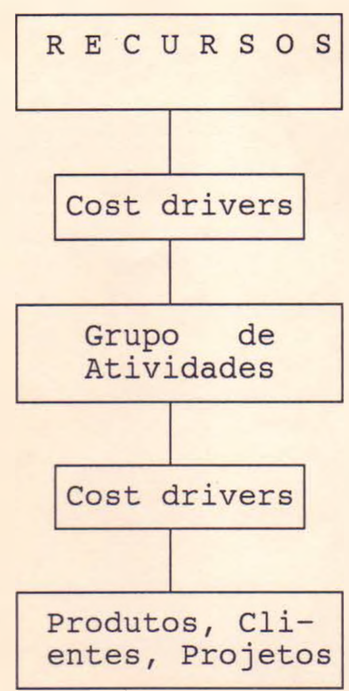 R E C U R S O S
Cost drivers
Grupo de
Atividades
Cost drivers
Produtos, Cli-
entes, Projetos